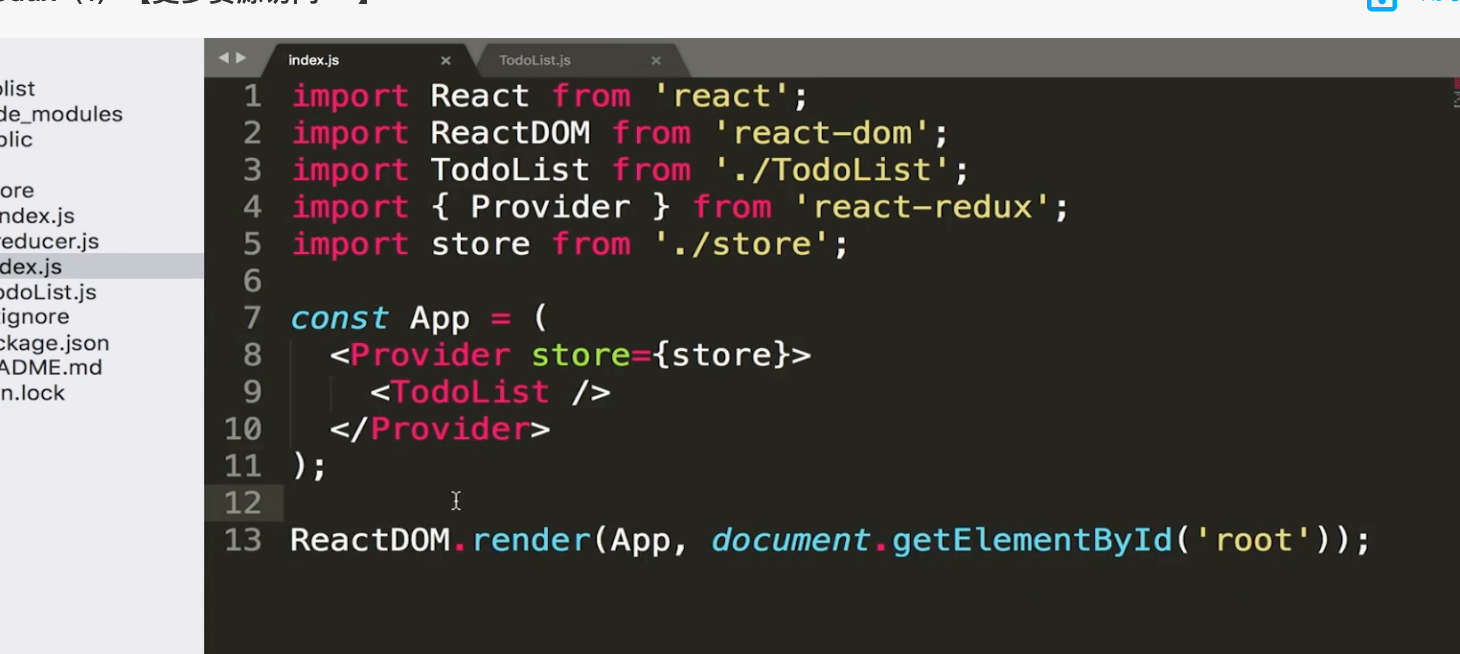 index.js
TodoList.js
list
de_modules
blic
ore
ndex.js
educer.js
dex.js
odoList.js
ignore
ckage.json
ADME.md
n.lock
1 import React from 'react';
2 import ReactDOM from 'react-dom';
3 import TodoList from './TodoList';
4 import { Provider } from 'react-redux';
5 import store from './store';
6
7 const App = (
8 <Provider store={store}>
9 <TodoList />
10 </Provider>
11 );
12
13 ReactDOM.render(App, document.getElementById('root'));